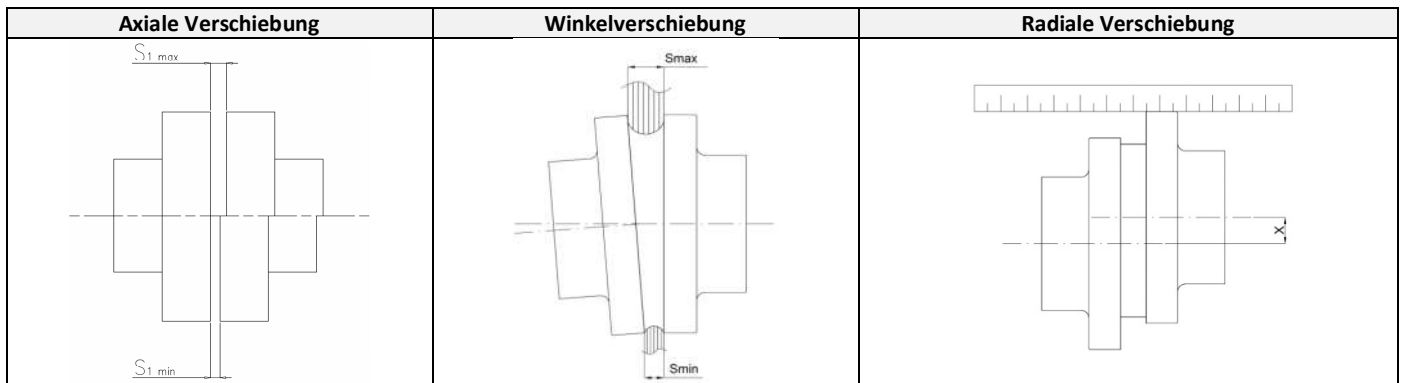 Axiale Verschiebung
Winkelverschiebung
Radiale Verschiebung
S1 max
S1 min
Smax
Smin
X